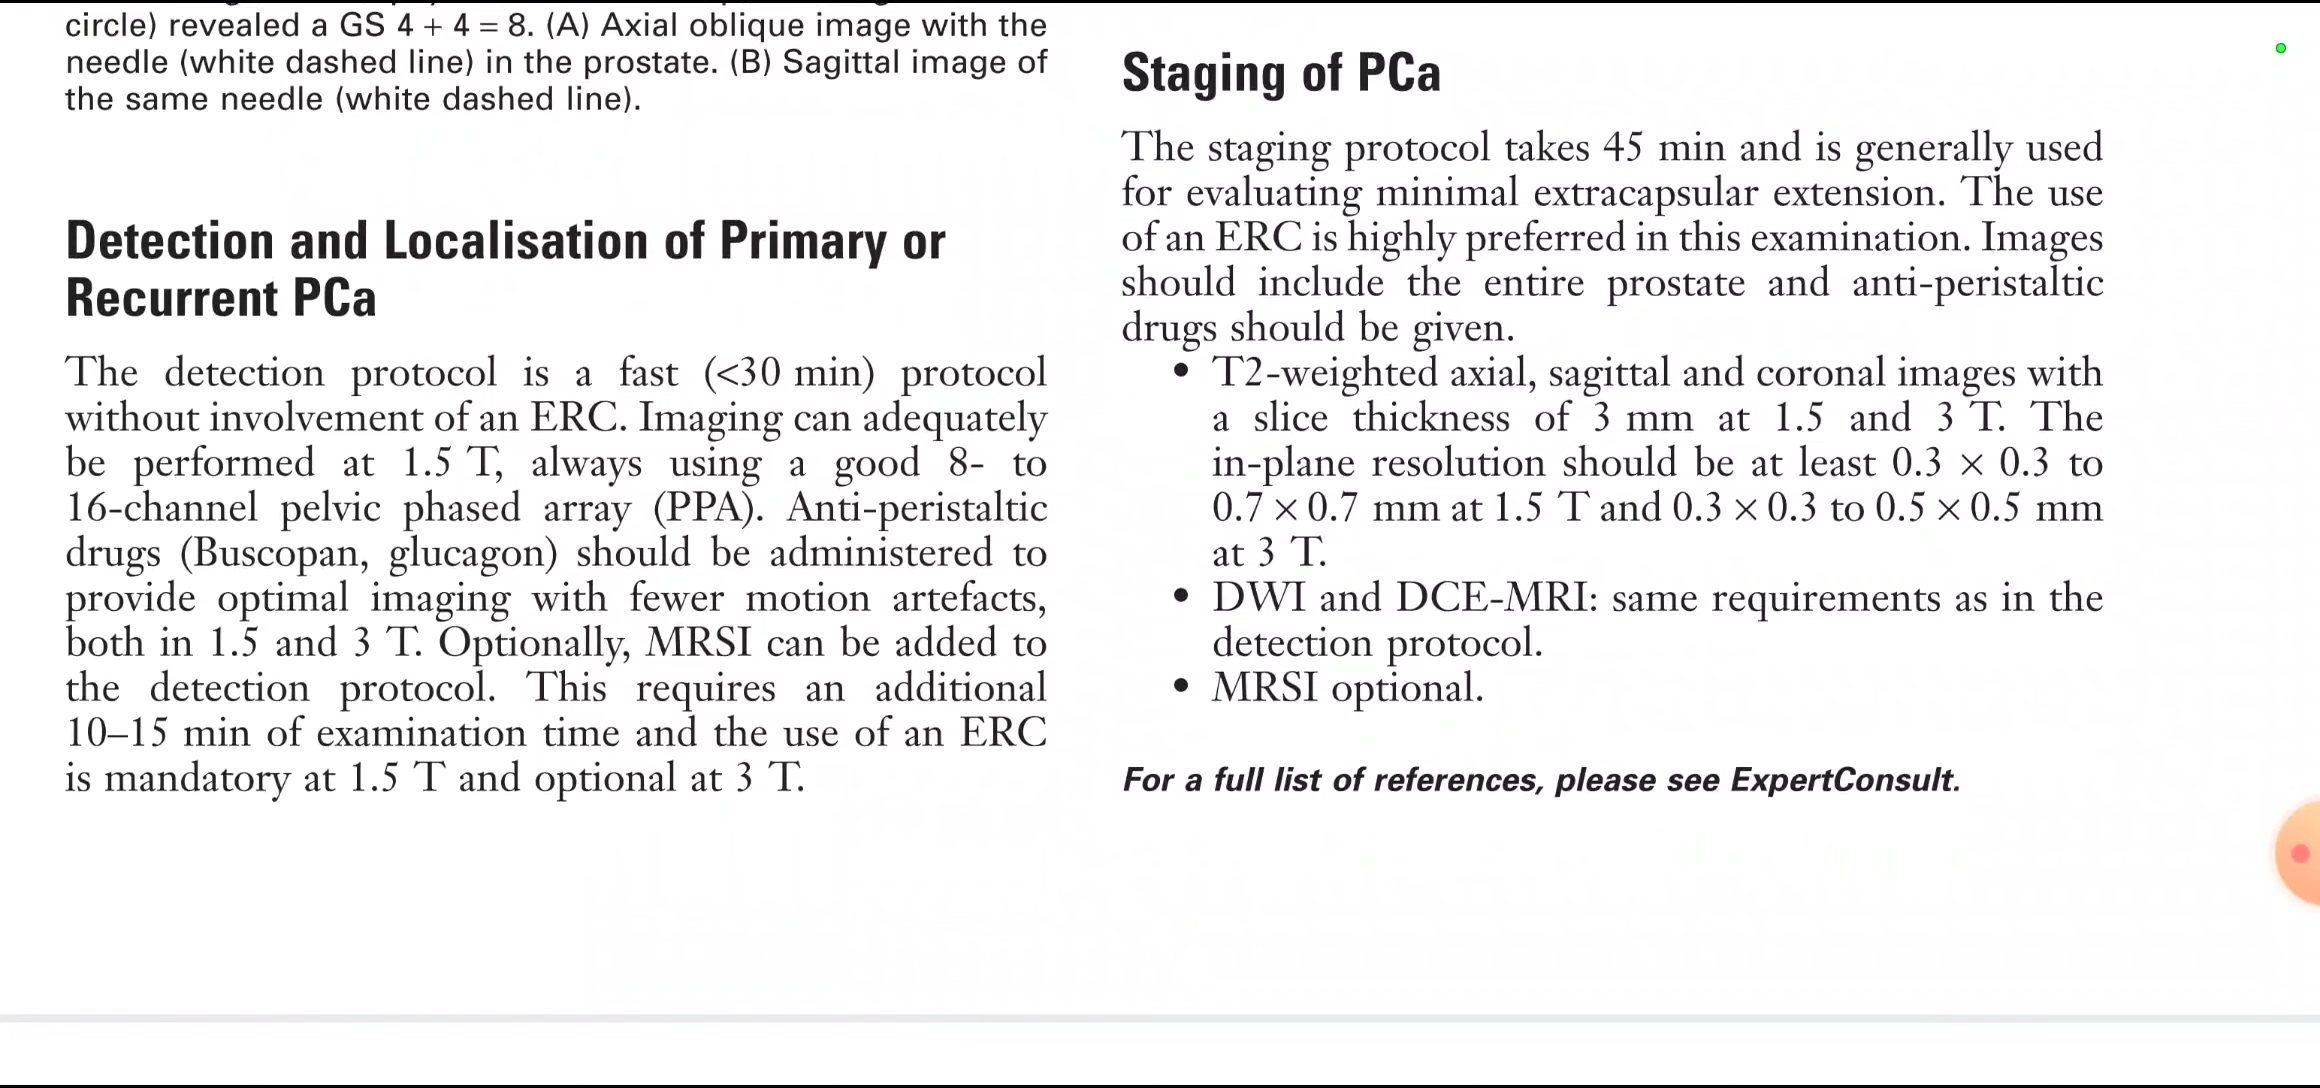 circle) revealed a GS 4 + 4 = 8. (A) Axial oblique image with the
needle (white dashed line) in the prostate. (B) Sagittal image of
the same needle (white dashed line).
Detection and Localisation of Primary or
Recurrent PCa
The detection protocol is a fast (<30 min) protocol
without involvement of an ERC. Imaging can adequately
be performed at 1.5 T, always using a good 8- to
16-channel pelvic phased array (PPA). Anti-peristaltic
drugs (Buscopan, glucagon) should be administered to
provide optimal imaging with fewer motion artefacts,
both in 1.5 and 3 T. Optionally, MRSI can be added to
the detection protocol. This requires an additional
10–15 min of examination time and the use of an ERC
is mandatory at 1.5 T and optional at 3 T.
Staging of PCa
The staging protocol takes 45 min and is generally used
for evaluating minimal extracapsular extension. The use
of an ERC is highly preferred in this examination. Images
should include the entire prostate and anti-peristaltic
drugs should be given.
• T2-weighted axial, sagittal and coronal images with
a slice thickness of 3 mm at 1.5 and 3 T. The
in-plane resolution should be at least 0.3 × 0.3 to
0.7 × 0.7 mm at 1.5 T and 0.3 × 0.3 to 0.5 × 0.5 mm
at 3 T.
• DWI and DCE-MRI: same requirements as in the
detection protocol.
• MRSI optional.
For a full list of references, please see ExpertConsult.